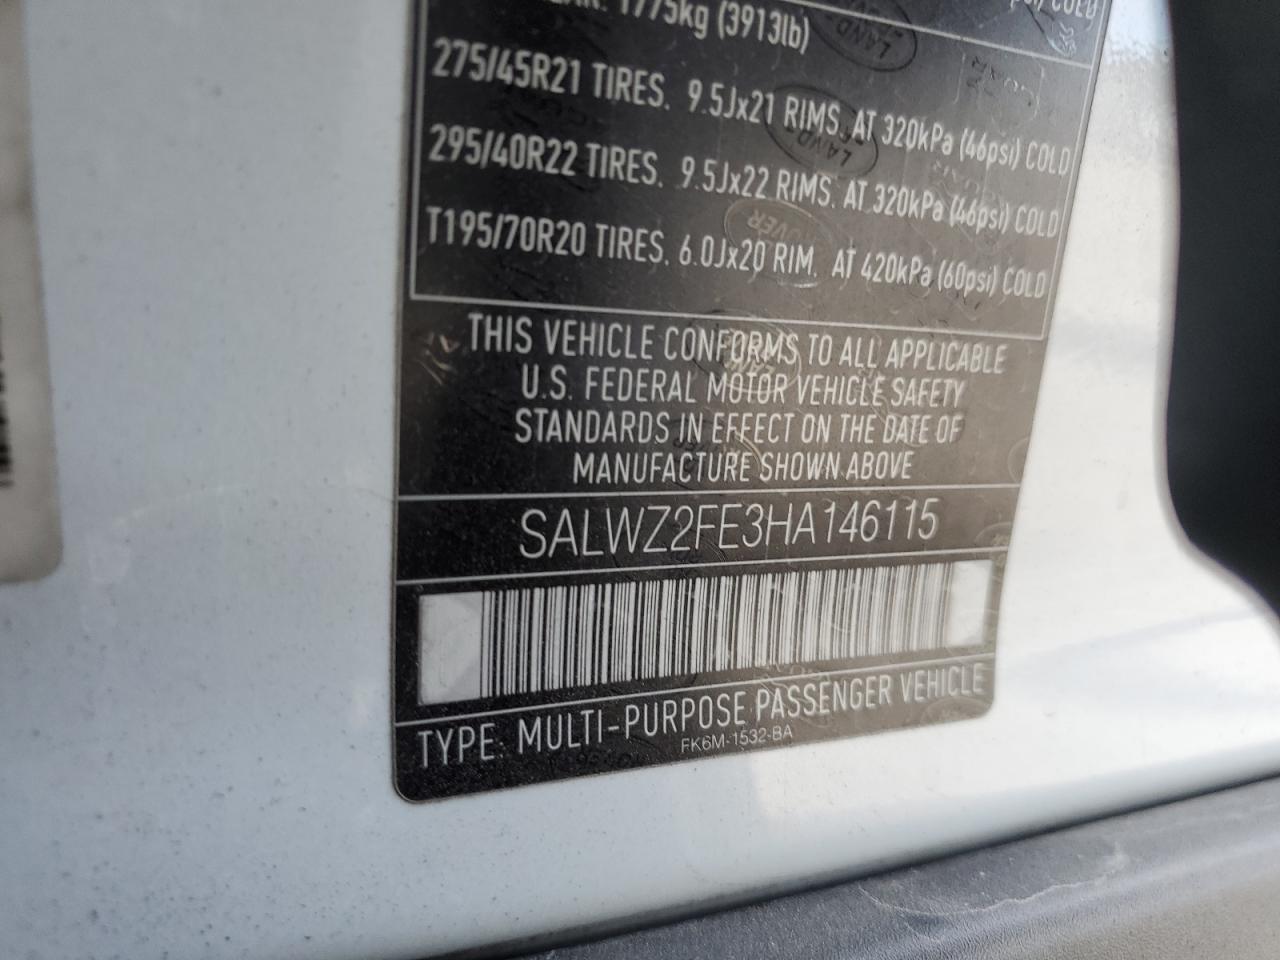 1775kg (3913lb)
275/45R21 TIRES. 9.5Jx21 RIMS. AT 320kPa (46psi) COLD
295/40R22 TIRES. 9.5Jx22 RIMS. AT 320kPa (46psi) COLD
T195/70R20 TIRES. 6.0Jx20 RIM. AT 420kPa (60psi) COLD
THIS VEHICLE CONFORMS TO ALL APPLICABLE
U.S. FEDERAL MOTOR VEHICLE SAFETY
STANDARDS IN EFFECT ON THE DATE OF
MANUFACTURE SHOWN ABOVE
SALWZ2FE3HA146115
TYPE: MULTI-PURPOSE PASSENGER VEHICLE
FK6M-1532-BA